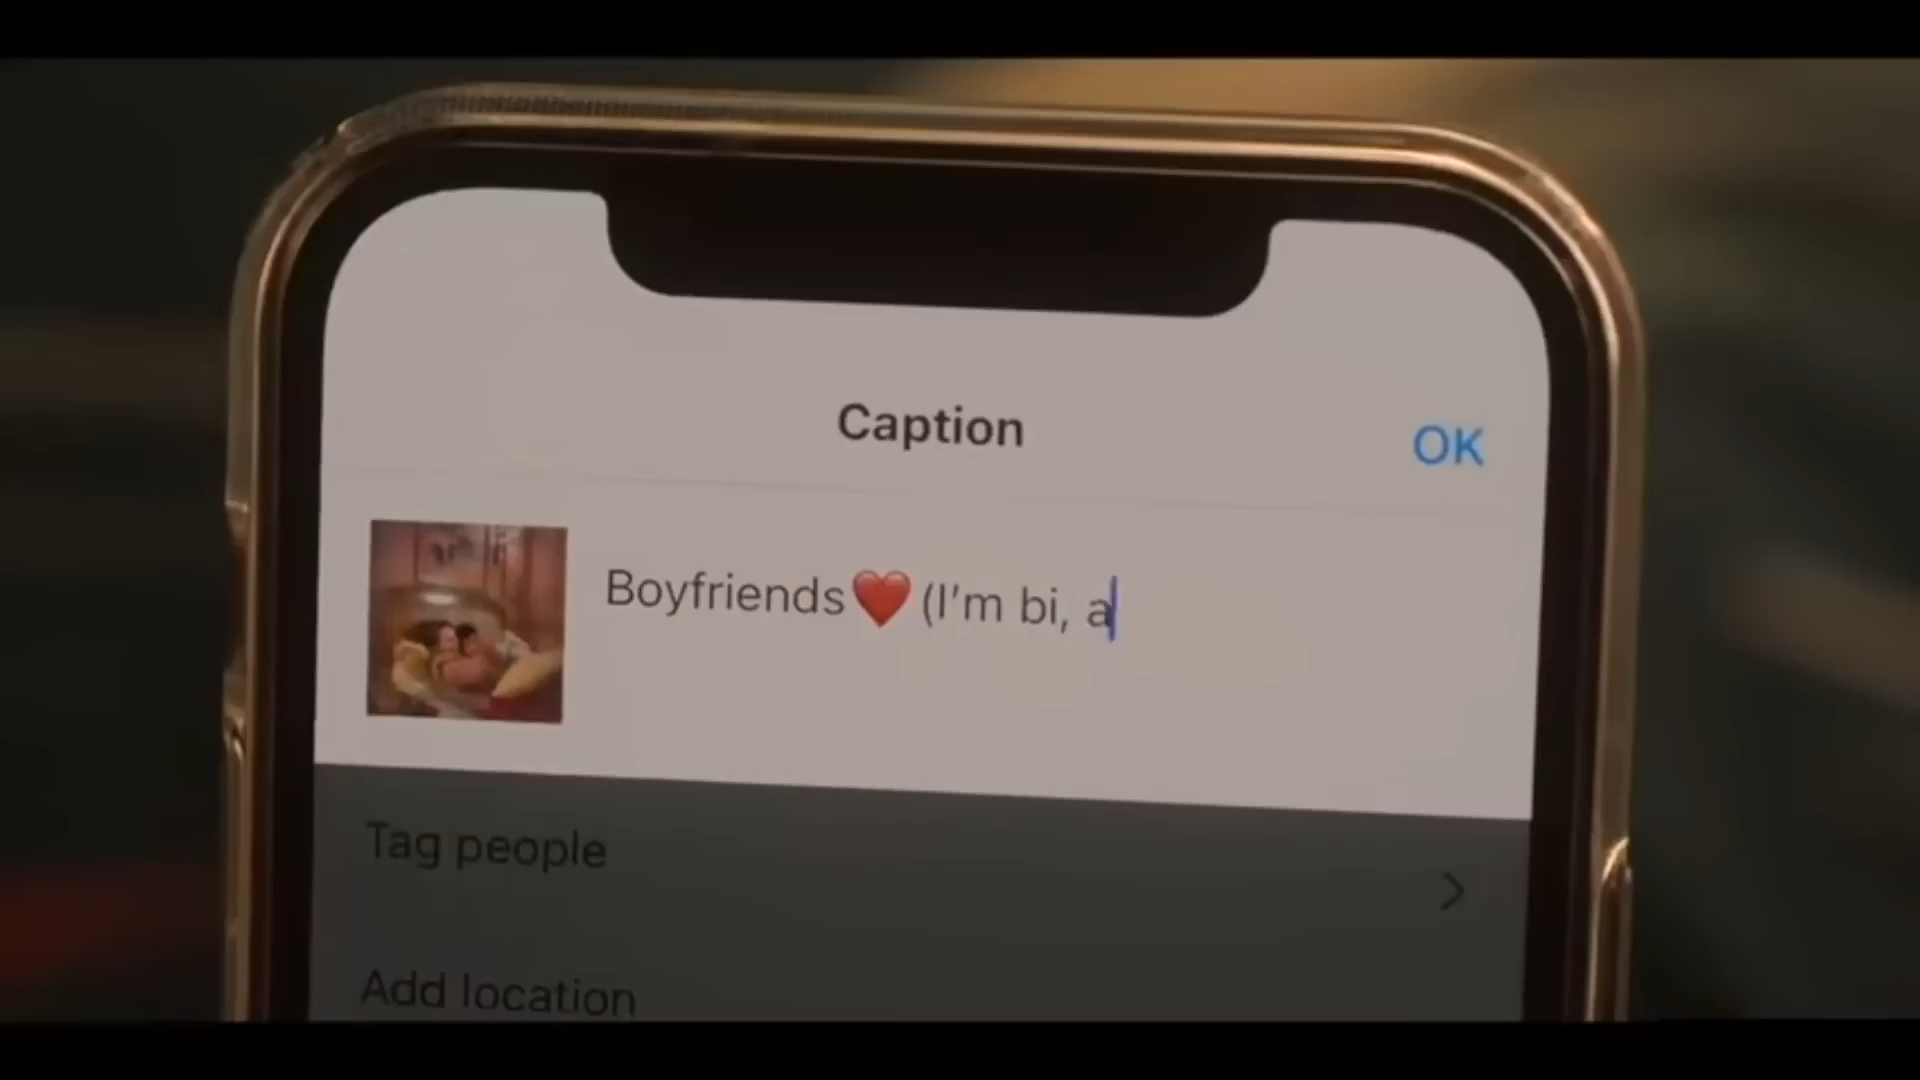 Caption
OK
Boyfriends❤️ (I'm bi, a
Tag people
Add location